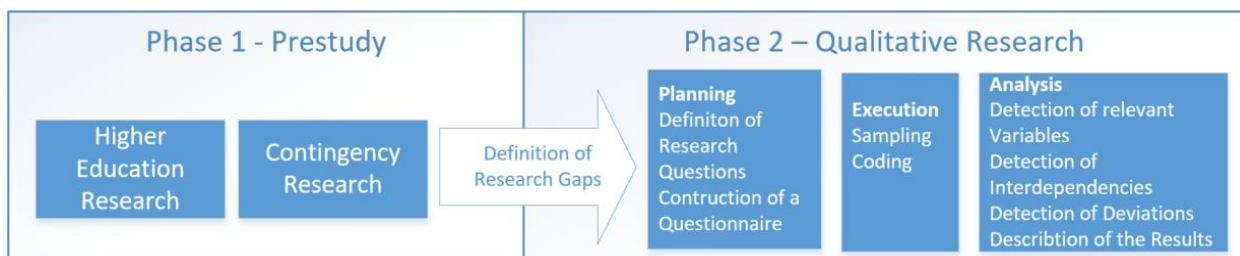 Phase 1 - Prestudy
Higher
Education
Research
Contingency
Research
Definition of
Research Gaps
Phase 2 – Qualitative Research
Planning
Definiton of
Research
Questions
Contruction of a
Questionnaire
Execution
Sampling
Coding
Analysis
Detection of relevant
Variables
Detection of
Interdependencies
Detection of Deviations
Describtion of the Results